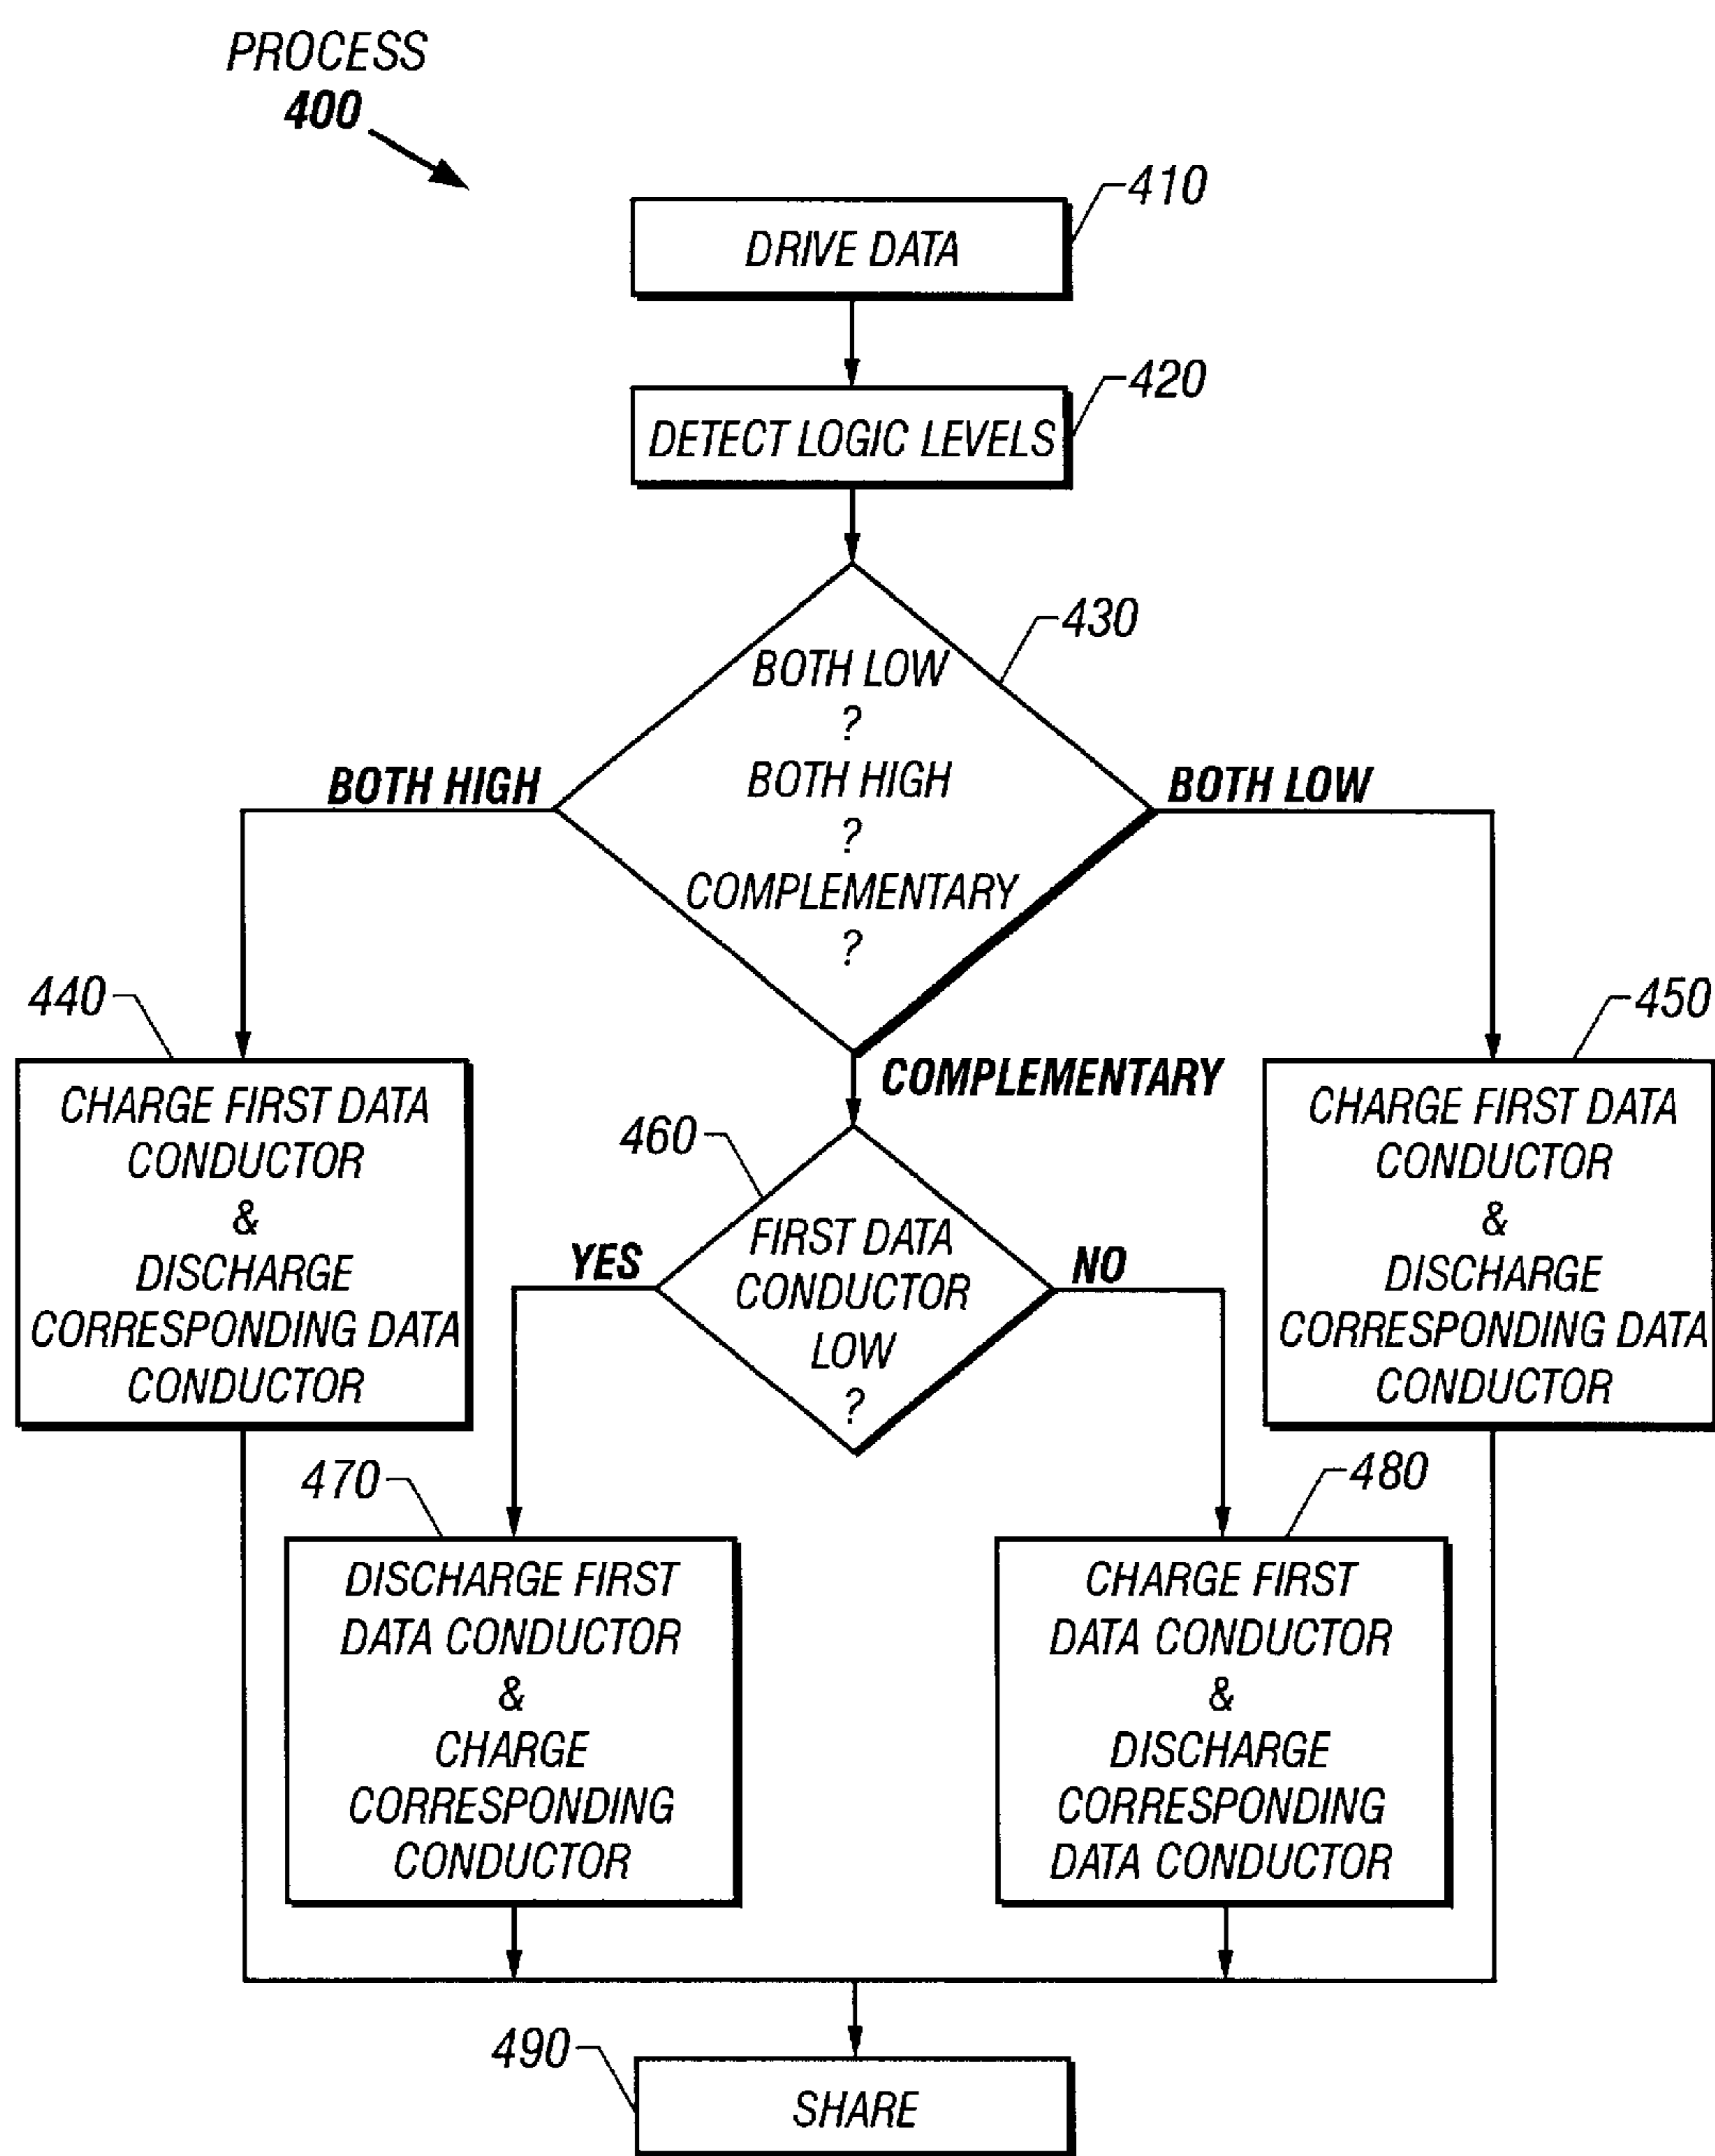 PROCESS
400
410
DRIVE DATA
420
DETECT LOGIC LEVELS
430
BOTH LOW
?
BOTH HIGH
?
COMPLEMENTARY
?
BOTH HIGH
BOTH LOW
COMPLEMENTARY
440
CHARGE FIRST DATA
CONDUCTOR
&
DISCHARGE
CORRESPONDING DATA
CONDUCTOR
450
CHARGE FIRST DATA
CONDUCTOR
&
DISCHARGE
CORRESPONDING DATA
CONDUCTOR
460
FIRST DATA
CONDUCTOR
LOW
?
YES
NO
470
DISCHARGE FIRST
DATA CONDUCTOR
&
CHARGE
CORRESPONDING
CONDUCTOR
480
CHARGE FIRST
DATA CONDUCTOR
&
DISCHARGE
CORRESPONDING
DATA CONDUCTOR
490
SHARE